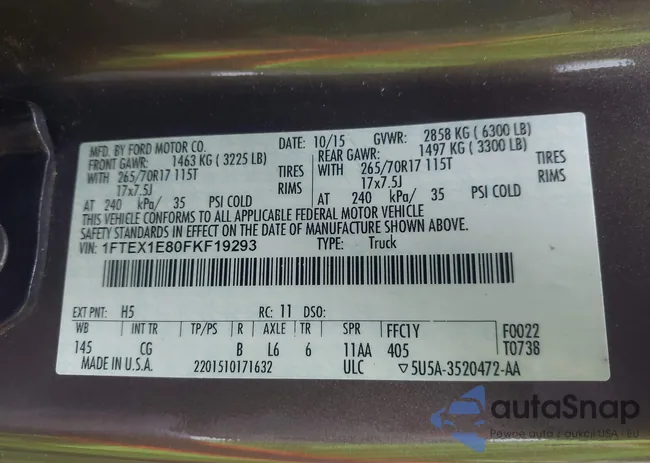 MFD. BY FORD MOTOR CO. DATE: 10/15 GVWR: 2858 KG ( 6300 LB)
FRONT GAWR: 1463 KG ( 3225 LB) REAR GAWR: 1497 KG ( 3300 LB)
WITH 265/70R17 115T TIRES WITH 265/70R17 115T TIRES
17x7.5J RIMS 17x7.5J RIMS
AT 240 kPa/ 35 PSI COLD AT 240 kPa/ 35 PSI COLD
THIS VEHICLE CONFORMS TO ALL APPLICABLE FEDERAL MOTOR VEHICLE
SAFETY STANDARDS IN EFFECT ON THE DATE OF MANUFACTURE SHOWN ABOVE.
VIN: 1FTEX1E80FKF19293 TYPE: Truck
EXT PNT: H5 RC: 11 DSO:
WB INT TR TP/PS R AXLE TR SPR FFC1Y F0022
145 CG B L6 6 11AA 405 T0738
MADE IN U.S.A. 2201510171632 ULC ▽5U5A-3520472-AA
autaSnap
Pewne auta z aukcji USA i EU